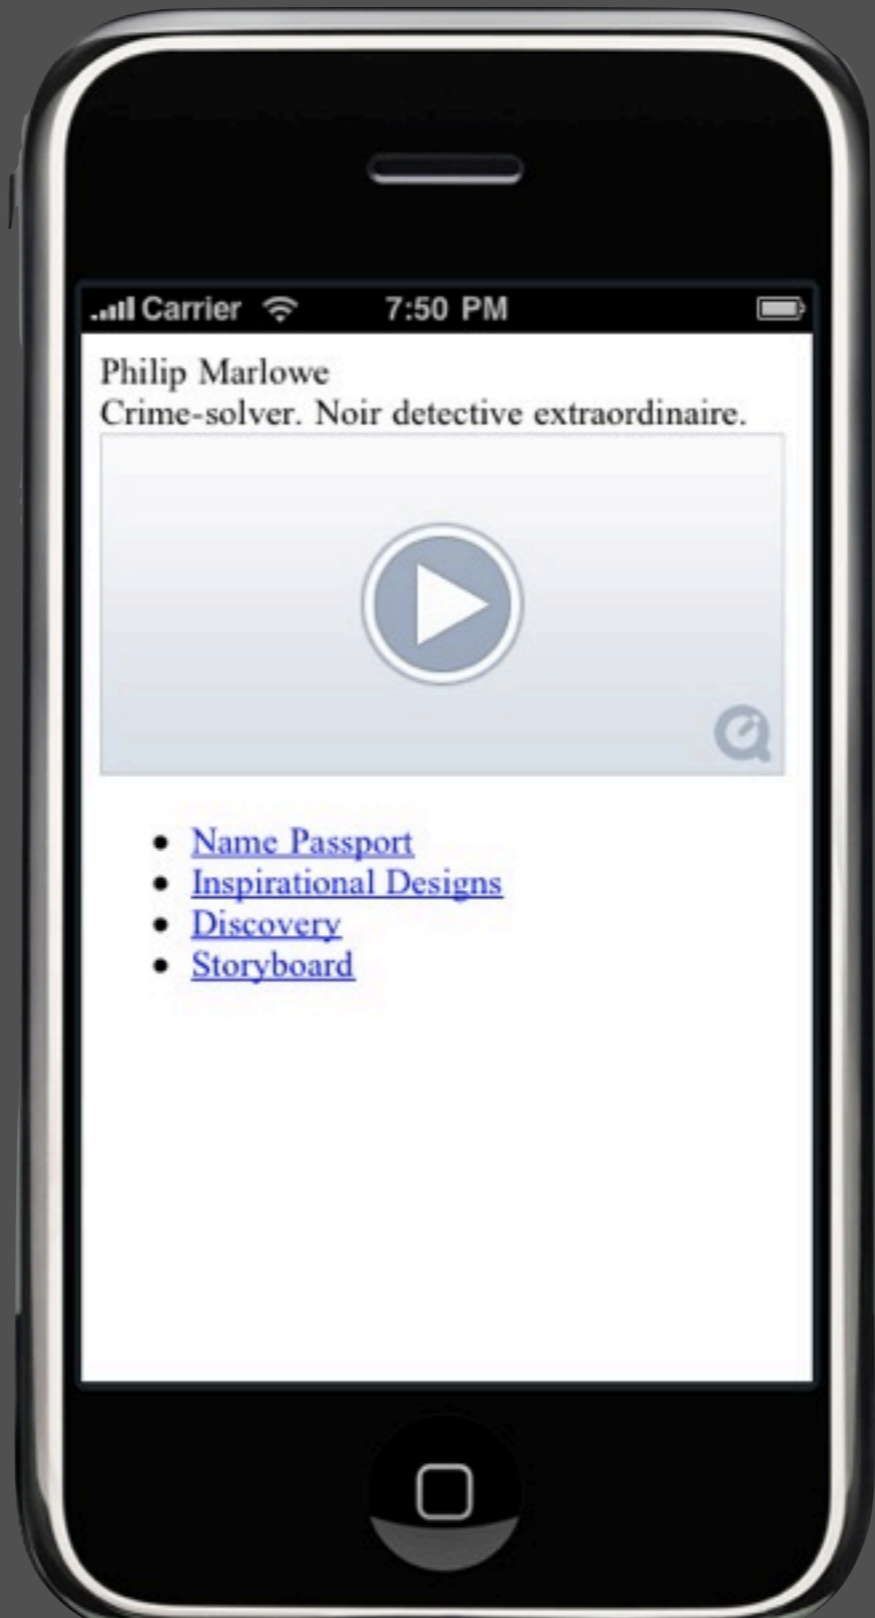 Carrier 7:50 PM
Philip Marlowe
Crime-solver. Noir detective extraordinaire.
Name Passport
Inspirational Designs
Discovery
Storyboard